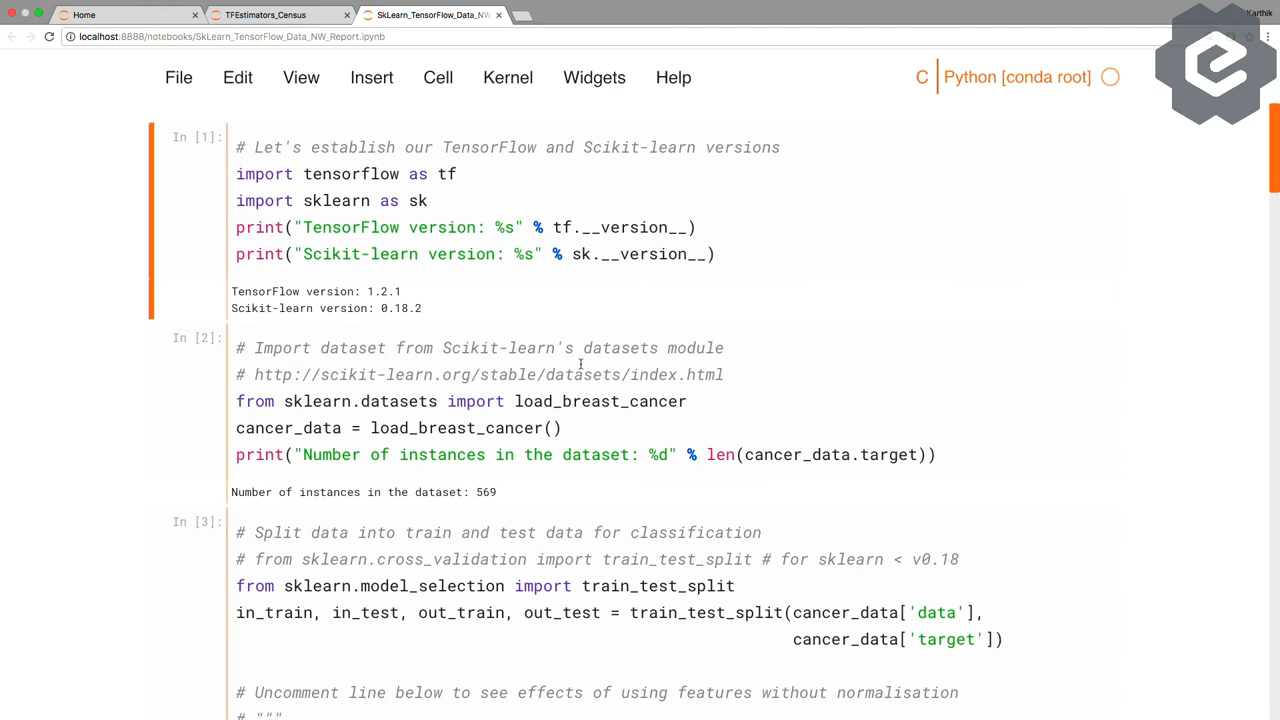 Home
TFEstimators_Census
SkLearn_TensorFlow_Data_NW
Karthik
localhost:8888/notebooks/SkLearn_TensorFlow_Data_NW_Report.ipynb
File Edit View Insert Cell Kernel Widgets Help
C Python [conda root]
In [1]:
# Let's establish our TensorFlow and Scikit-learn versions
import tensorflow as tf
import sklearn as sk
print("TensorFlow version: %s" % tf.__version__)
print("Scikit-learn version: %s" % sk.__version__)
TensorFlow version: 1.2.1
Scikit-learn version: 0.18.2
In [2]:
# Import dataset from Scikit-learn's datasets module
# http://scikit-learn.org/stable/datasets/index.html
from sklearn.datasets import load_breast_cancer
cancer_data = load_breast_cancer()
print("Number of instances in the dataset: %d" % len(cancer_data.target))
Number of instances in the dataset: 569
In [3]:
# Split data into train and test data for classification
# from sklearn.cross_validation import train_test_split # for sklearn < v0.18
from sklearn.model_selection import train_test_split
in_train, in_test, out_train, out_test = train_test_split(cancer_data['data'],
cancer_data['target'])
# Uncomment line below to see effects of using features without normalisation
# """